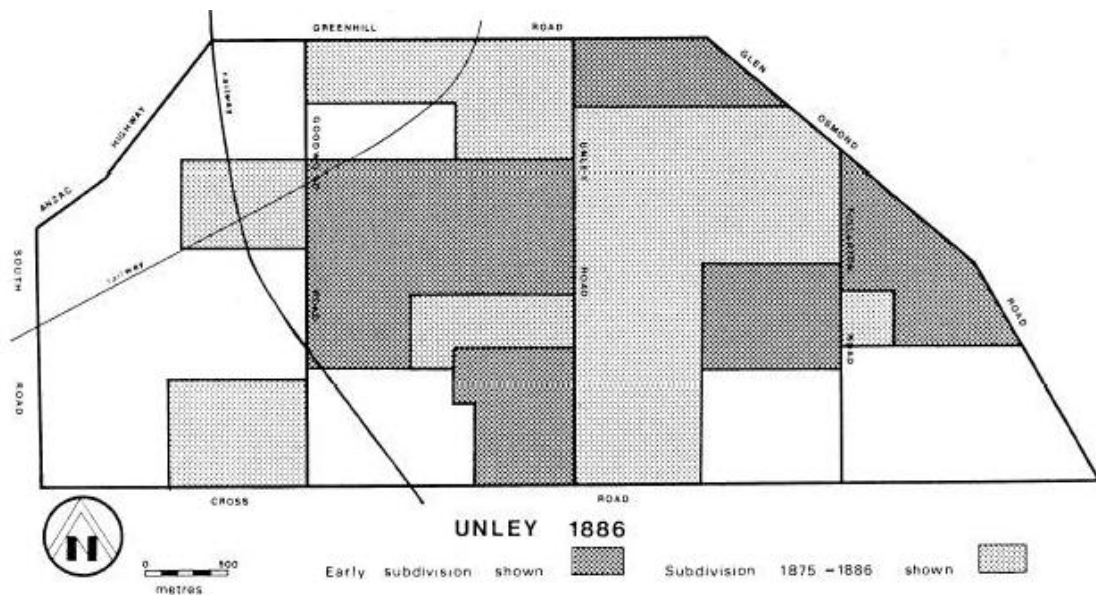 GREENHILL ROAD
GLEN OSMOND ROAD
ANZAC HIGHWAY
railway
railway
GOODWOOD ROAD
UNLEY ROAD
FULLARTON ROAD
SOUTH ROAD
CROSS ROAD
N
UNLEY 1886
0 500
metres
Early subdivision shown
Subdivision 1875-1886 shown